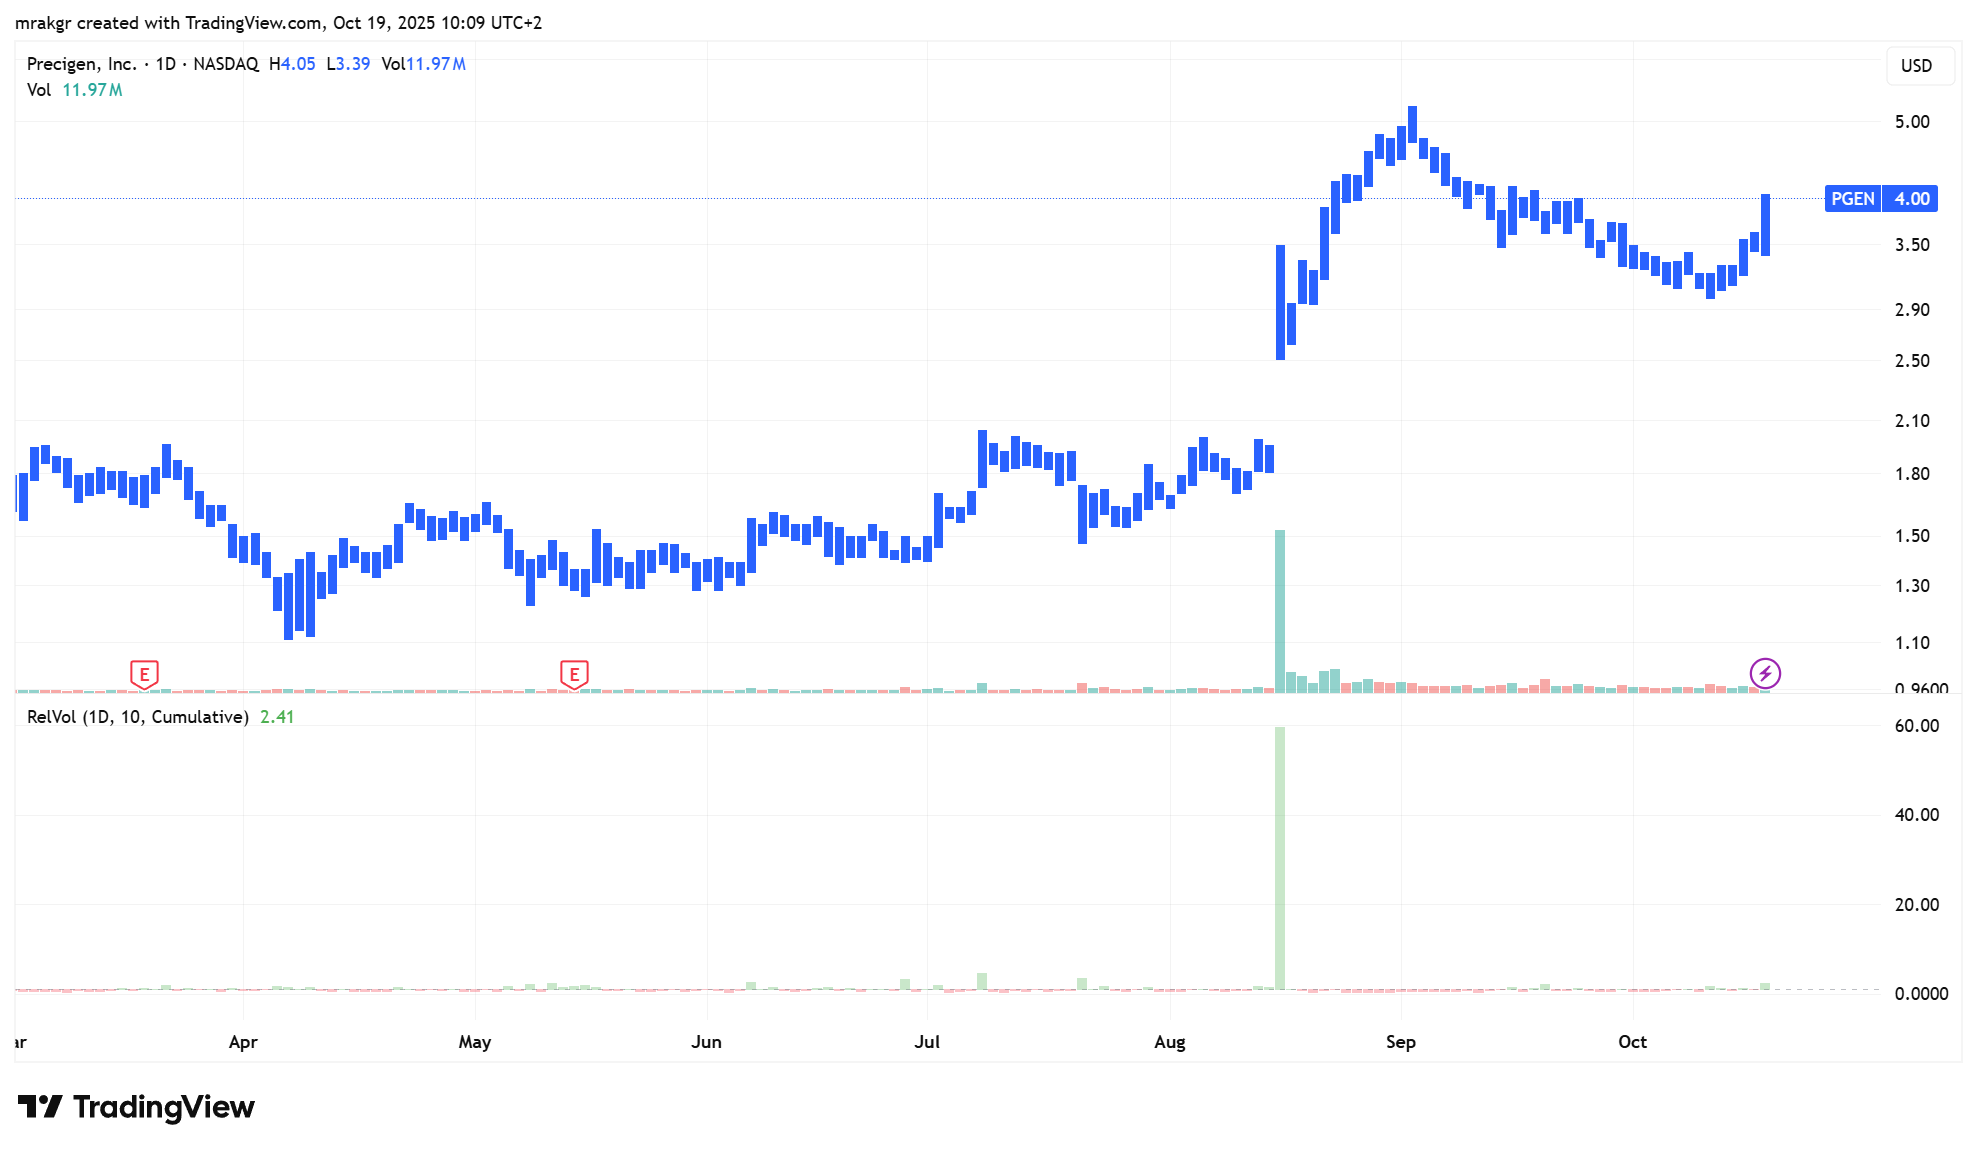 mrakgr created with TradingView.com, Oct 19, 2025 10:09 UTC+2
Precigen, Inc. · 1D · NASDAQ H4.05 L3.39 Vol11.97M
Vol 11.97M
USD
5.00
PGEN 4.00
3.50
2.90
2.50
2.10
1.80
1.50
1.30
1.10
E
E
0.9600
RelVol (1D, 10, Cumulative) 2.41
60.00
40.00
20.00
0.0000
ar Apr May Jun Jul Aug Sep Oct
TradingView